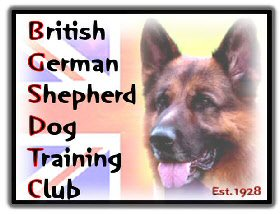 British
German
Shepherd
Dog
Training
Club
Est.1928